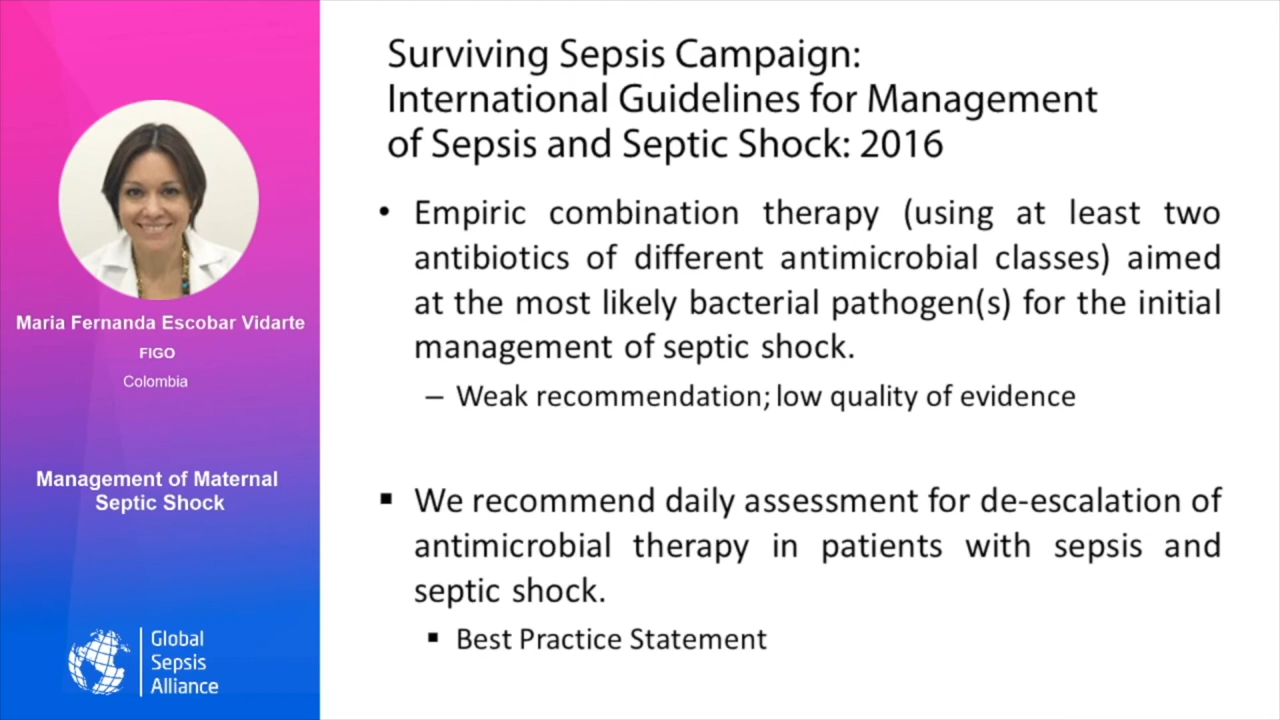 Maria Fernanda Escobar Vidarte
FIGO
Colombia
Management of Maternal
Septic Shock
Global
Sepsis
Alliance
Surviving Sepsis Campaign:
International Guidelines for Management
of Sepsis and Septic Shock: 2016
• Empiric combination therapy (using at least two
antibiotics of different antimicrobial classes) aimed
at the most likely bacterial pathogen(s) for the initial
management of septic shock.
– Weak recommendation; low quality of evidence
▪ We recommend daily assessment for de-escalation of
antimicrobial therapy in patients with sepsis and
septic shock.
▪ Best Practice Statement